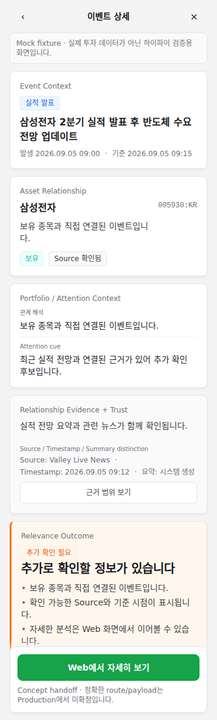 ‹ 이벤트 상세 ×
Mock fixture · 실제 투자 데이터가 아닌 하이파이 검증용
화면입니다.
Event Context
실적 발표
삼성전자 2분기 실적 발표 후 반도체 수요
전망 업데이트
발생 2026.09.05 09:00 · 기준 2026.09.05 09:15
Asset Relationship
삼성전자 005930:KR
보유 종목과 직접 연결된 이벤트입니
다.
보유 Source 확인됨
Portfolio / Attention Context
관계 해석
보유 종목과 직접 연결된 이벤트입니다.
Attention cue
최근 실적 전망과 연결된 근거가 있어 추가 확인
후보입니다.
Relationship Evidence + Trust
실적 전망 요약과 관련 뉴스가 함께 확인됩니다.
Source / Timestamp / Summary distinction
Source: Valley Live News ·
Timestamp: 2026.09.05 09:12 · 요약: 시스템 생성
근거 범위 보기
Relevance Outcome
추가 확인 필요
추가로 확인할 정보가 있습니다
• 보유 종목과 직접 연결된 이벤트입니다.
• 확인 가능한 Source와 기준 시점이 표시됩니
다.
• 자세한 분석은 Web 화면에서 이어볼 수 있습
니다.
Web에서 자세히 보기
Concept handoff · 정확한 route/payload는
Production에서 미확정입니다.